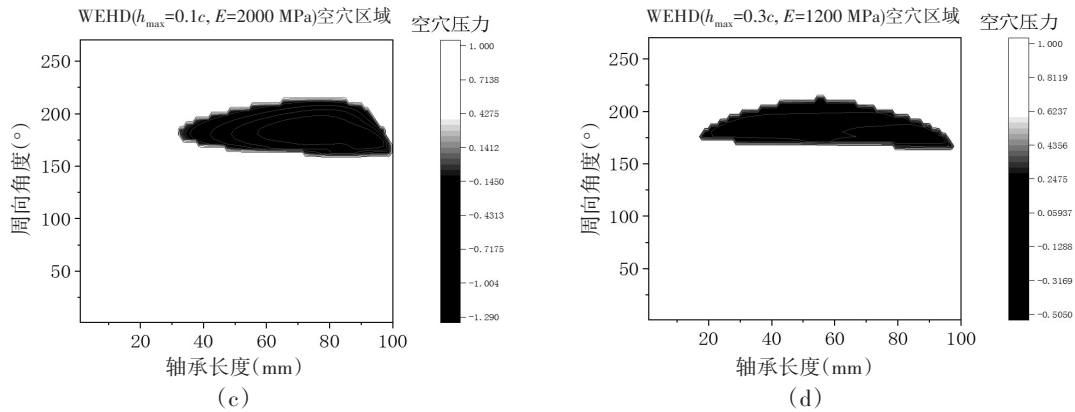 WEHD(hmax=0.1c, E=2000 MPa)空穴区域
空穴压力
250
200
150
100
50
周向角度(°)
20 40 60 80 100
轴承长度(mm)
1.000
0.7138
0.4275
0.1412
-0.1450
-0.4313
-0.7175
-1.004
-1.290
(c)
WEHD(hmax=0.3c, E=1200 MPa)空穴区域
空穴压力
250
200
150
100
50
周向角度(°)
20 40 60 80 100
轴承长度(mm)
1.000
0.8119
0.6237
0.4356
0.2475
0.05937
-0.1288
-0.3169
-0.5050
(d)